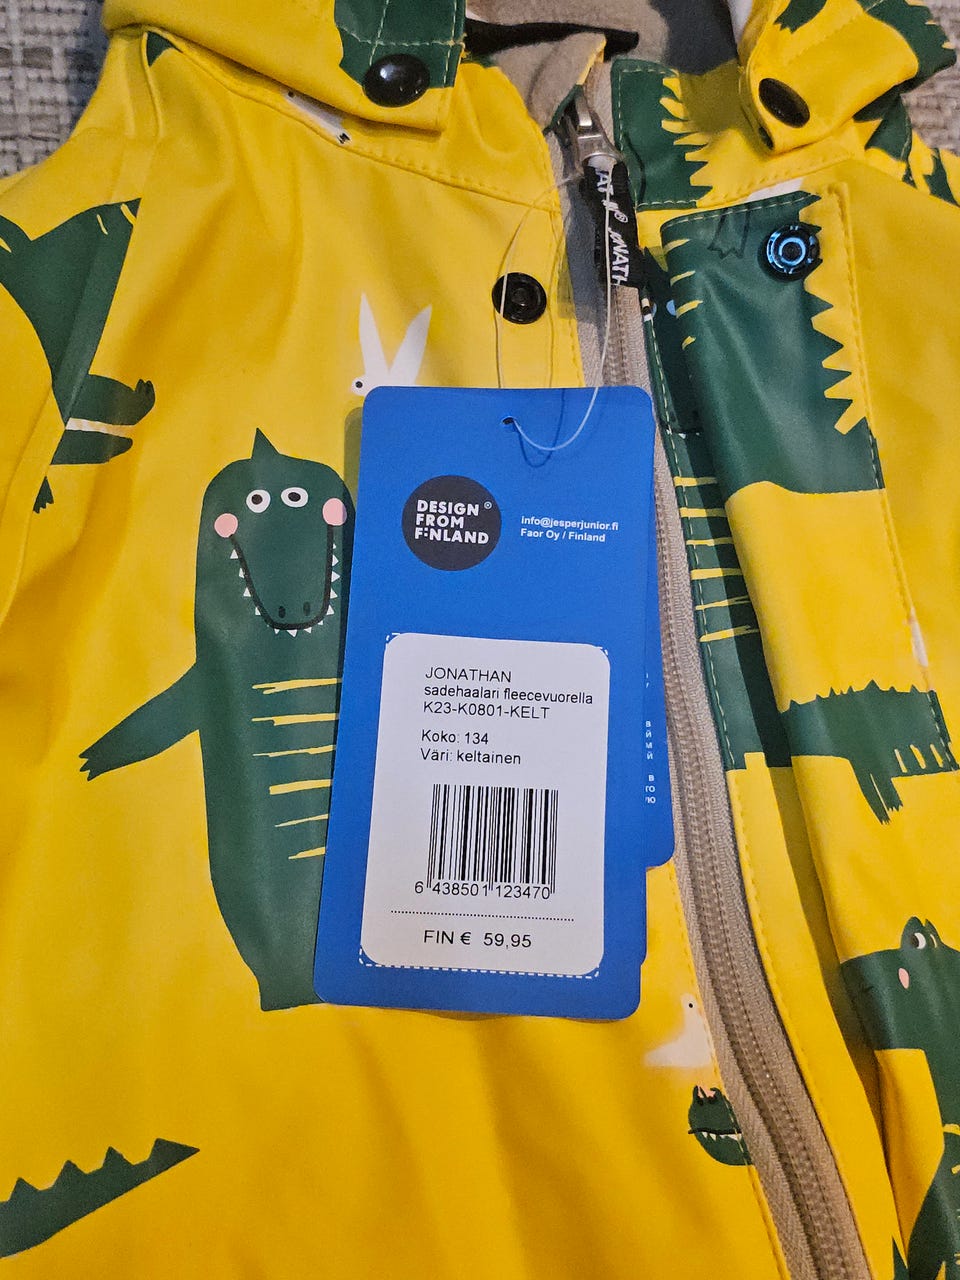 JONATH
DESIGN®
FROM
FINLAND
info@jesperjunior.fi
Faor Oy / Finland
JONATHAN
sadehaalari fleecevuorella
K23-K0801-KELT
Koko: 134
Väri: keltainen
6 438501 123470
FIN € 59,95